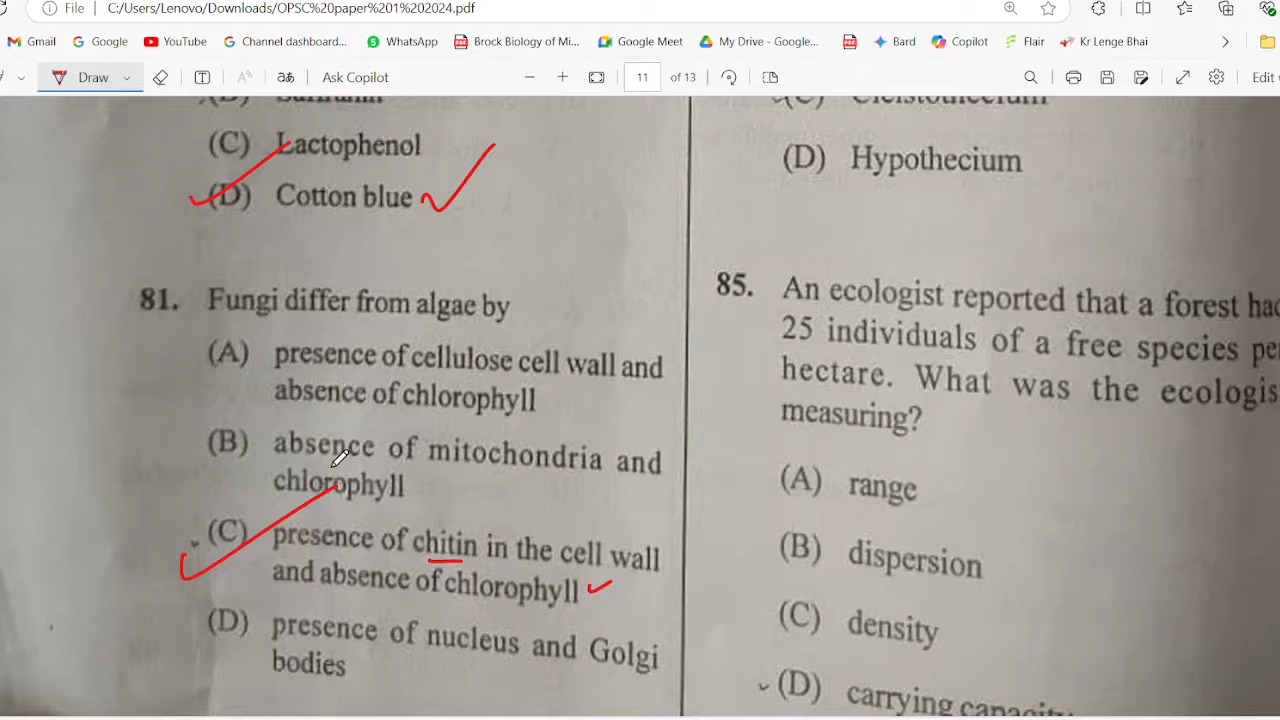 File
C:/Users/Lenovo/Downloads/OPSC%20paper%201%202024.pdf
Gmail
Google
YouTube
Channel dashboard...
WhatsApp
Brock Biology of Mi...
Google Meet
My Drive - Google...
Bard
Copilot
Flair
Kr Lenge Bhai
Draw
Ask Copilot
11 of 13
Edit
(C) Lactophenol
(D) Cotton blue
81. Fungi differ from algae by
(A) presence of cellulose cell wall and
absence of chlorophyll
(B) absence of mitochondria and
chlorophyll
(C) presence of chitin in the cell wall
and absence of chlorophyll
(D) presence of nucleus and Golgi
bodies
(C) Cleistothecium
(D) Hypothecium
85. An ecologist reported that a forest had
25 individuals of a free species per
hectare. What was the ecologis
measuring?
(A) range
(B) dispersion
(C) density
(D) carrying capacity